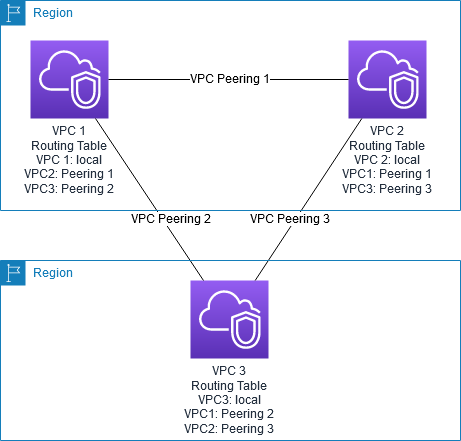 Region
VPC Peering 1
VPC 1
Routing Table
VPC 1: local
VPC2: Peering 1
VPC3: Peering 2
VPC 2
Routing Table
VPC 2: local
VPC1: Peering 1
VPC3: Peering 3
VPC Peering 2
VPC Peering 3
Region
VPC 3
Routing Table
VPC3: local
VPC1: Peering 2
VPC2: Peering 3